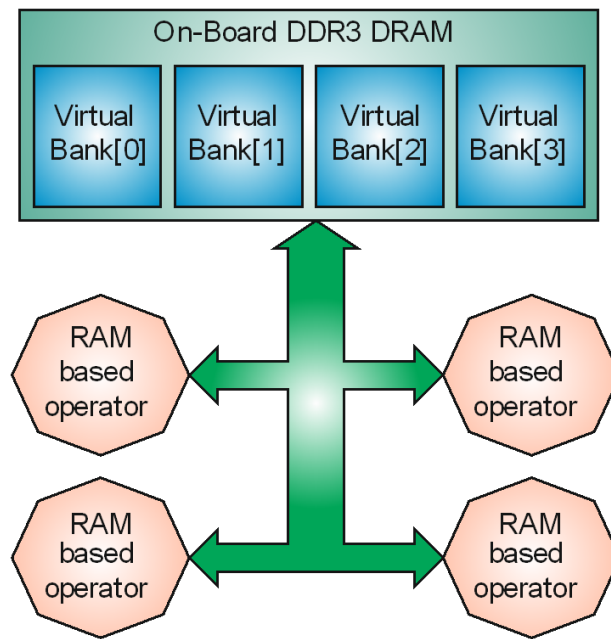 On-Board DDR3 DRAM
Virtual
Bank[0]
Virtual
Bank[1]
Virtual
Bank[2]
Virtual
Bank[3]
RAM
based
operator
RAM
based
operator
RAM
based
operator
RAM
based
operator